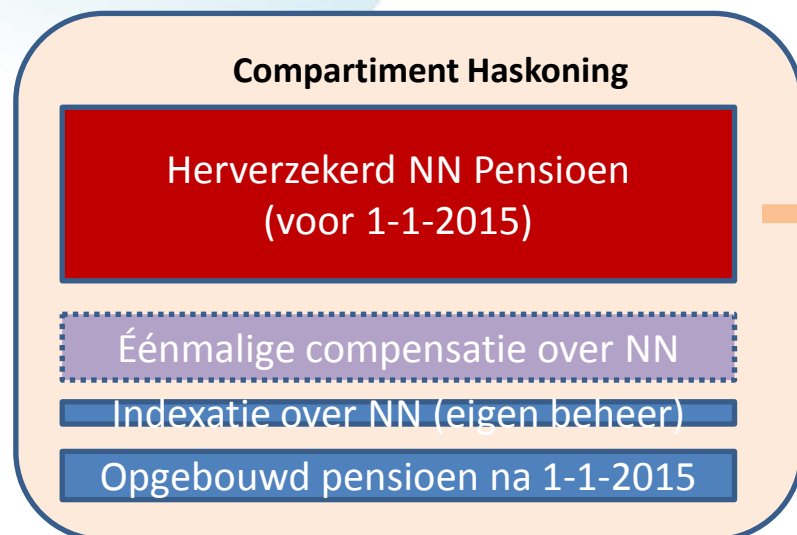 Compartiment Haskoning
Herverzekerd NN Pensioen
(voor 1-1-2015)
Éénmalige compensatie over NN
Indexatie over NN (eigen beheer)
Opgebouwd pensioen na 1-1-2015